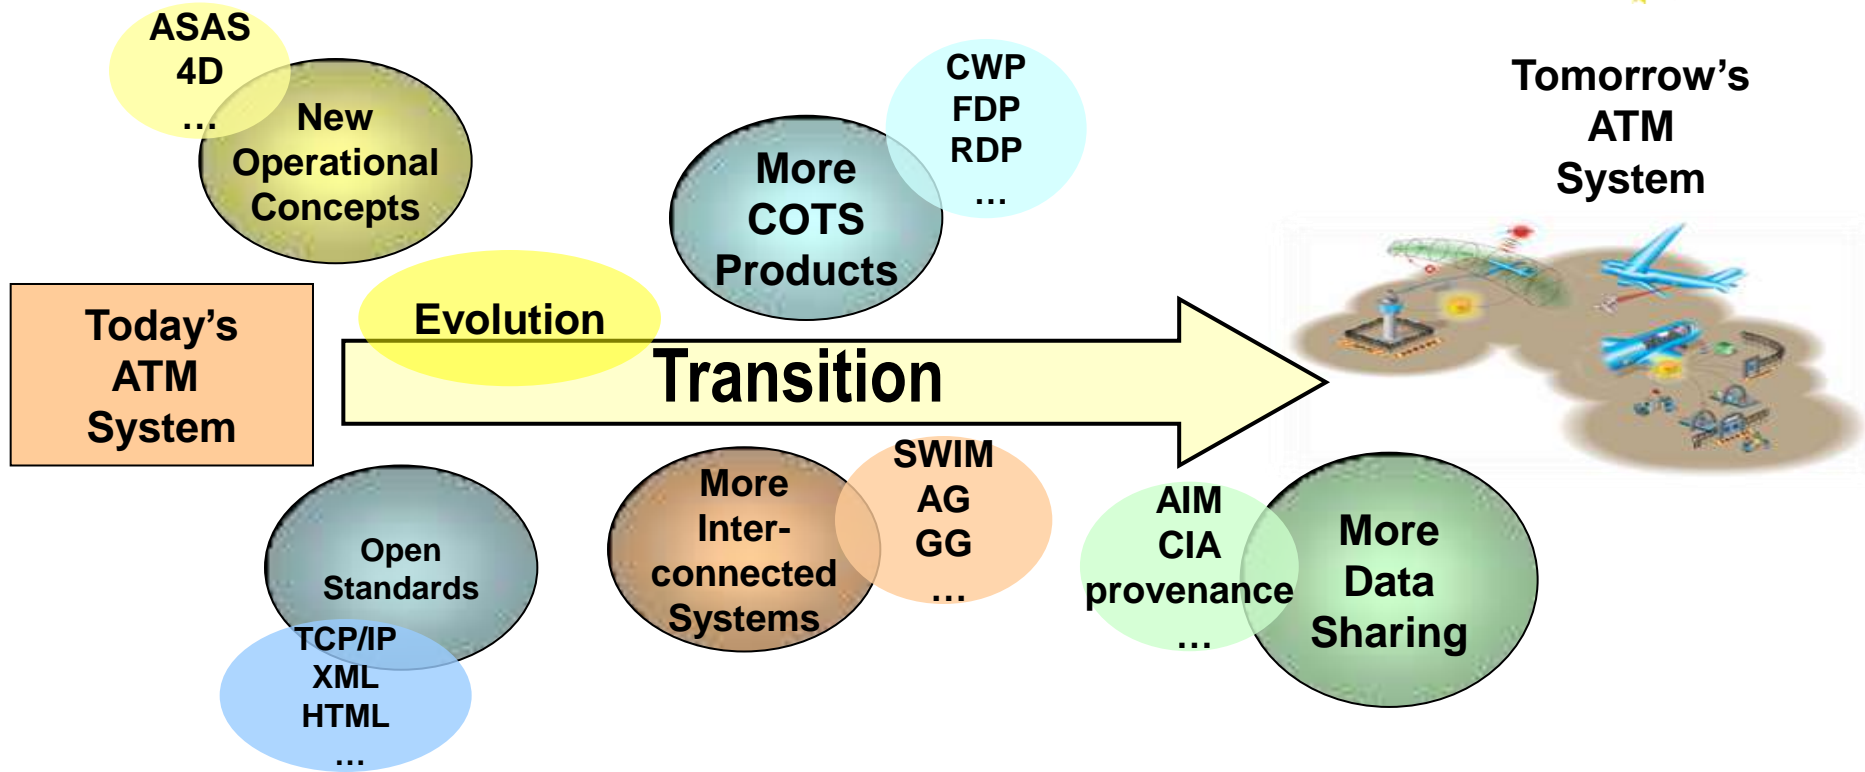 ASAS
4D
…
New
Operational
Concepts
CWP
FDP
RDP
…
More
COTS
Products
Tomorrow’s
ATM
System
Today’s
ATM
System
Evolution
Transition
Open
Standards
TCP/IP
XML
HTML
…
More
Inter-
connected
Systems
SWIM
AG
GG
…
AIM
CIA
provenance
…
More
Data
Sharing